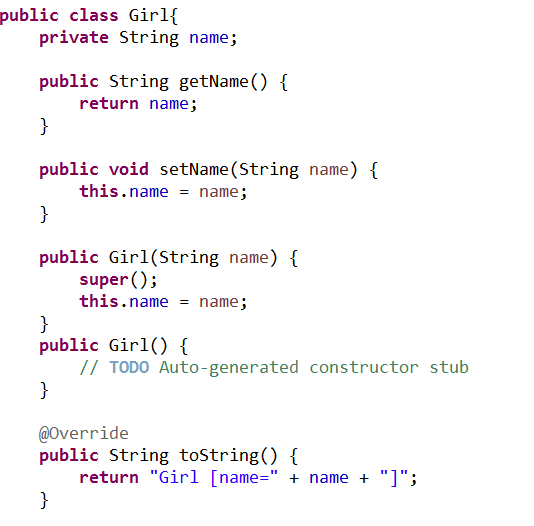 public class Girl{
    private String name;

    public String getName() {
        return name;
    }

    public void setName(String name) {
        this.name = name;
    }

    public Girl(String name) {
        super();
        this.name = name;
    }
    public Girl() {
        // TODO Auto-generated constructor stub
    }

    @Override
    public String toString() {
        return "Girl [name=" + name + "]";
    }